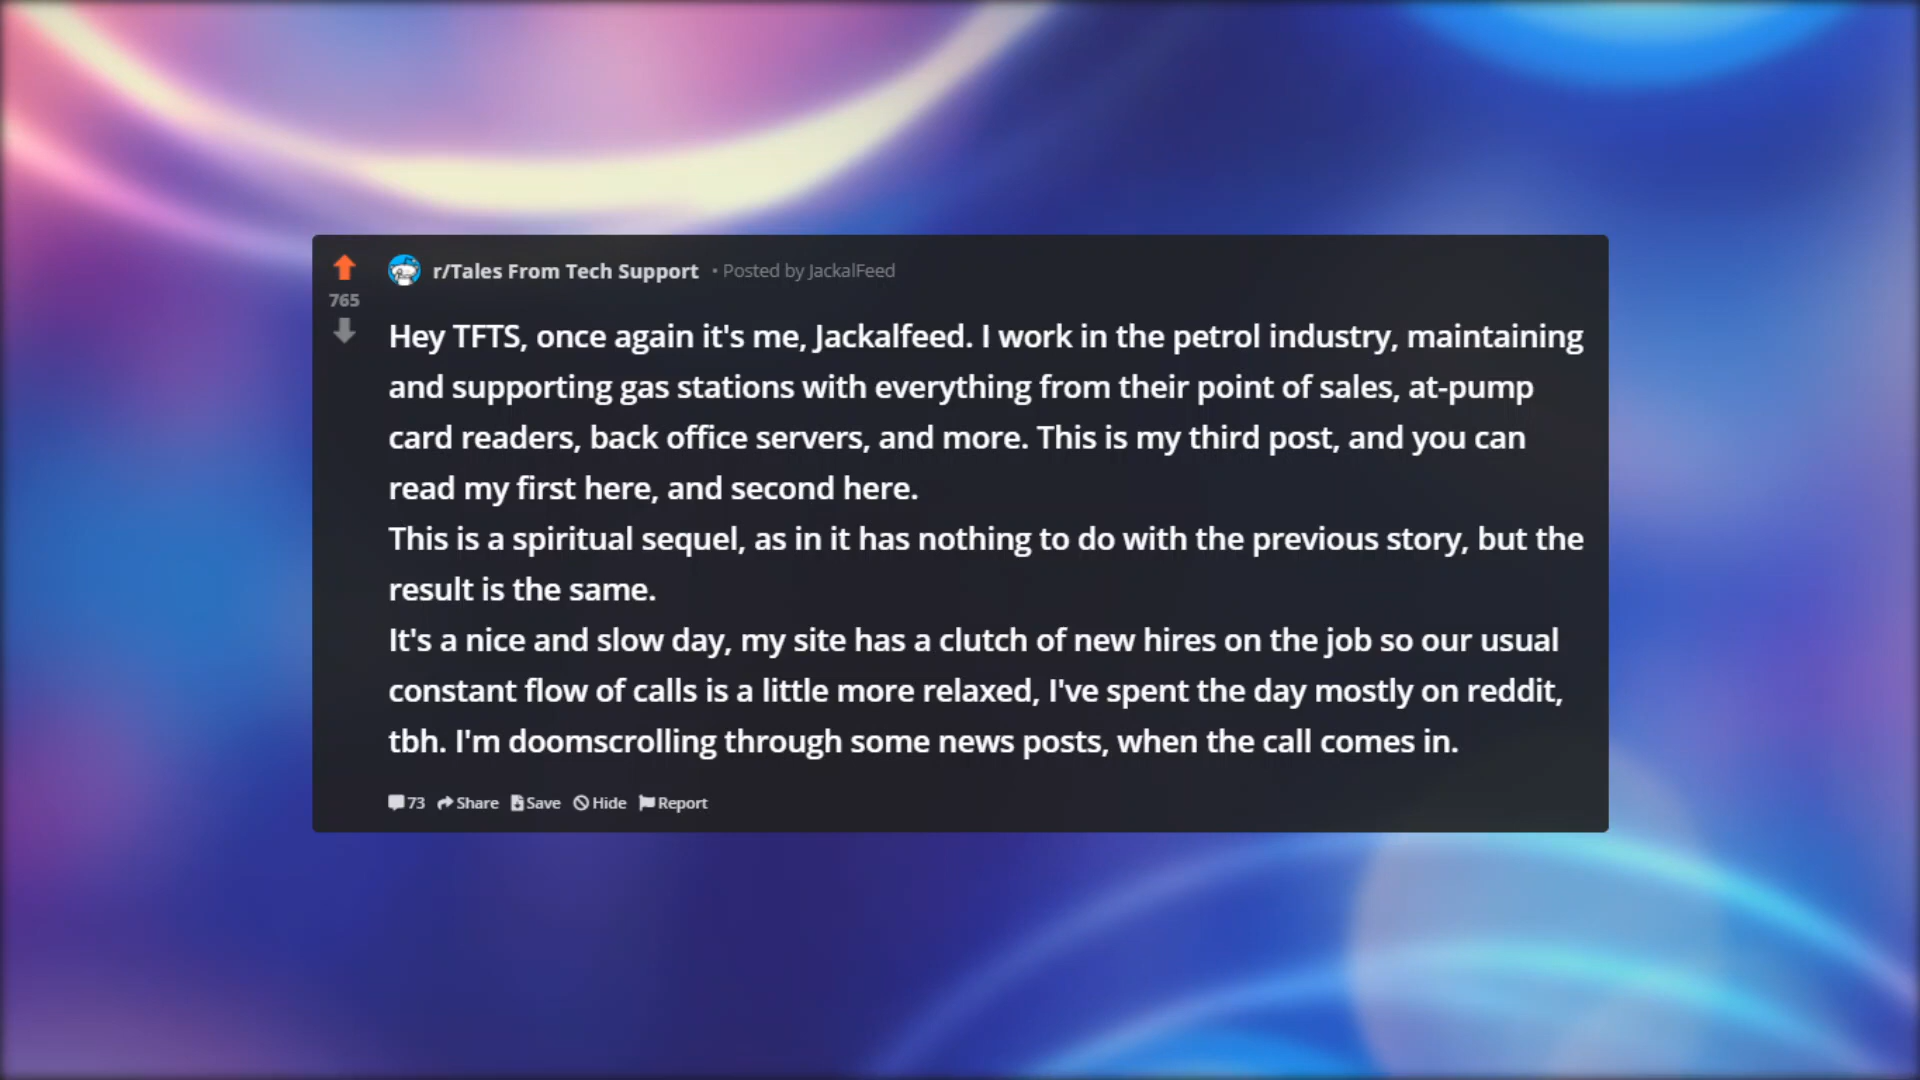 r/Tales From Tech Support • Posted by JackalFeed
765
Hey TFTS, once again it's me, Jackalfeed. I work in the petrol industry, maintaining
and supporting gas stations with everything from their point of sales, at-pump
card readers, back office servers, and more. This is my third post, and you can
read my first here, and second here.
This is a spiritual sequel, as in it has nothing to do with the previous story, but the
result is the same.
It's a nice and slow day, my site has a clutch of new hires on the job so our usual
constant flow of calls is a little more relaxed, I've spent the day mostly on reddit,
tbh. I'm doomscrolling through some news posts, when the call comes in.
73 Share Save Hide Report